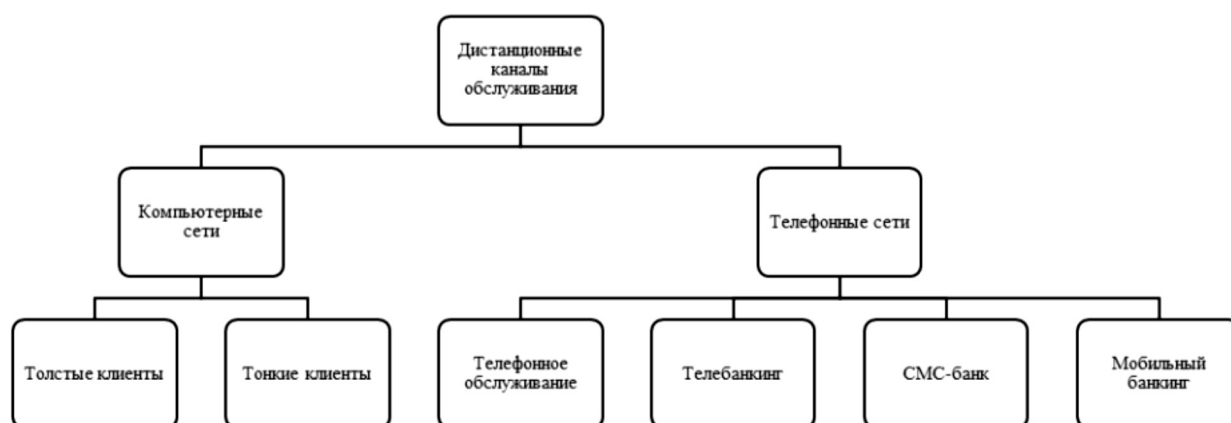 Дистанционные
каналы
обслуживания
Компьютерные
сети
Телефонные сети
Толстые клиенты
Тонкие клиенты
Телефонное
обслуживание
Телебанкинг
СМС-банк
Мобильный
банкинг